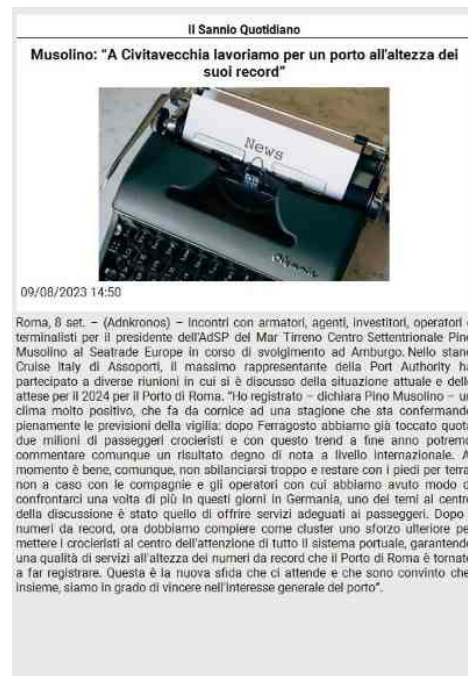 Il Sannio Quotidiano
Musolino: “A Civitavecchia lavoriamo per un porto all'altezza dei
suoi record”
News
Olympia
09/08/2023 14:50
Roma, 8 set. – (Adnkronos) – Incontri con armatori, agenti, investitori, operatori
terminalisti per il presidente dell'AdSP del Mar Tirreno Centro Settentrionale Pino
Musolino al Seatrade Europe in corso di svolgimento ad Amburgo. Nello stand
Cruise Italy di Assoporti, il massimo rappresentante della Port Authority ha
partecipato a diverse riunioni in cui si è discusso della situazione attuale e delle
attese per il 2024 per il Porto di Roma. “Ho registrato – dichiara Pino Musolino – un
clima molto positivo, che fa da cornice ad una stagione che sta confermando
pienamente le previsioni della vigilia: dopo Ferragosto abbiamo già toccato quota
due milioni di passeggeri crocieristi e con questo trend a fine anno potremo
commentare comunque un risultato degno di nota a livello internazionale. A
momento è bene, comunque, non sbilanciarsi troppo e restare con i piedi per terra:
non a caso con le compagnie e gli operatori con cui abbiamo avuto modo d
confrontarci una volta di più in questi giorni in Germania, uno dei temi al centro
della discussione è stato quello di offrire servizi adeguati ai passeggeri. Dopo
numeri da record, ora dobbiamo compiere come cluster uno sforzo ulteriore per
mettere i crocieristi al centro dell'attenzione di tutto il sistema portuale, garantendo
una qualità di servizi all'altezza dei numeri da record che il Porto di Roma è tornato
a far registrare. Questa è la nuova sfida che ci attende e che sono convinto che,
insieme, siamo in grado di vincere nell'interesse generale del porto”.